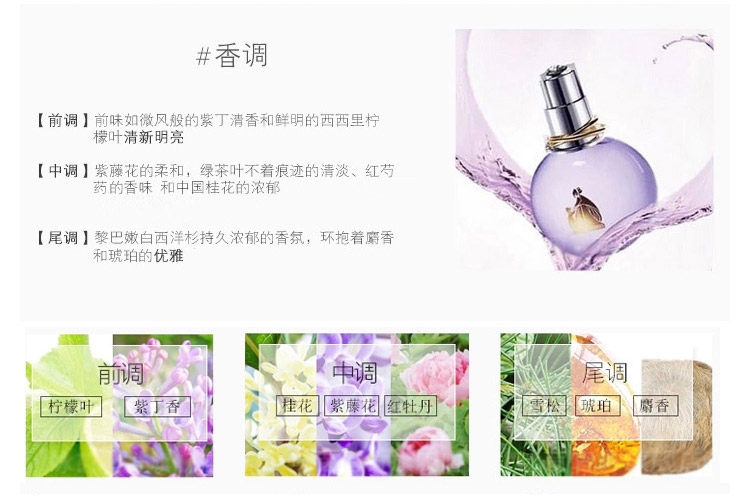 #香调
【前调】前味如微风般的紫丁清香和鲜明的西西里柠
檬叶清新明亮
【中调】紫藤花的柔和，绿茶叶不着痕迹的清淡、红芍
药的香味 和中国桂花的浓郁
【尾调】黎巴嫩白西洋杉持久浓郁的香氛，环抱着麝香
和琥珀的优雅
前调
柠檬叶 紫丁香
中调
桂花 紫藤花 红牡丹
尾调
雪松 琥珀 麝香